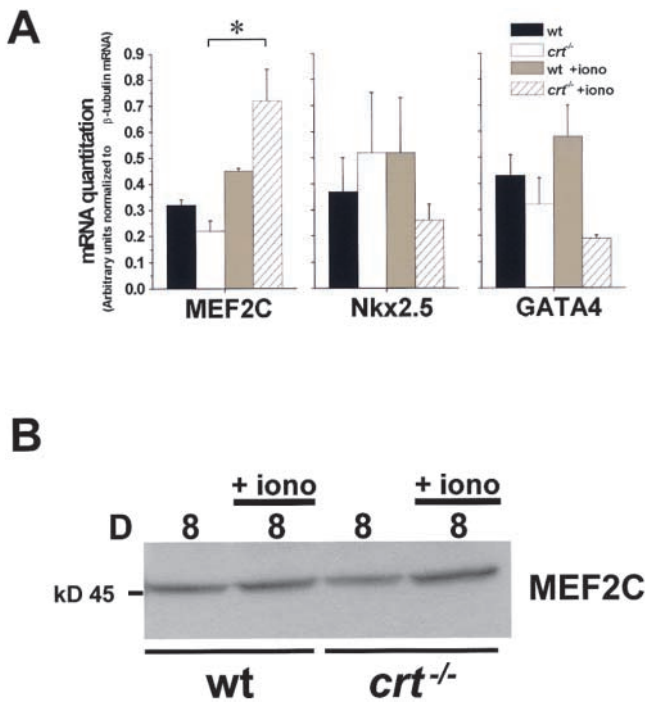 A
*
wt
crt-/-
wt +iono
crt-/- +iono
mRNA quantitation
(Arbitrary units normalized to β-tubulin mRNA)
0.9
0.8
0.7
0.6
0.5
0.4
0.3
0.2
0.1
0.0
MEF2C Nkx2.5 GATA4
B
+ iono + iono
D 8 8 8 8
kD 45
MEF2C
wt crt-/-